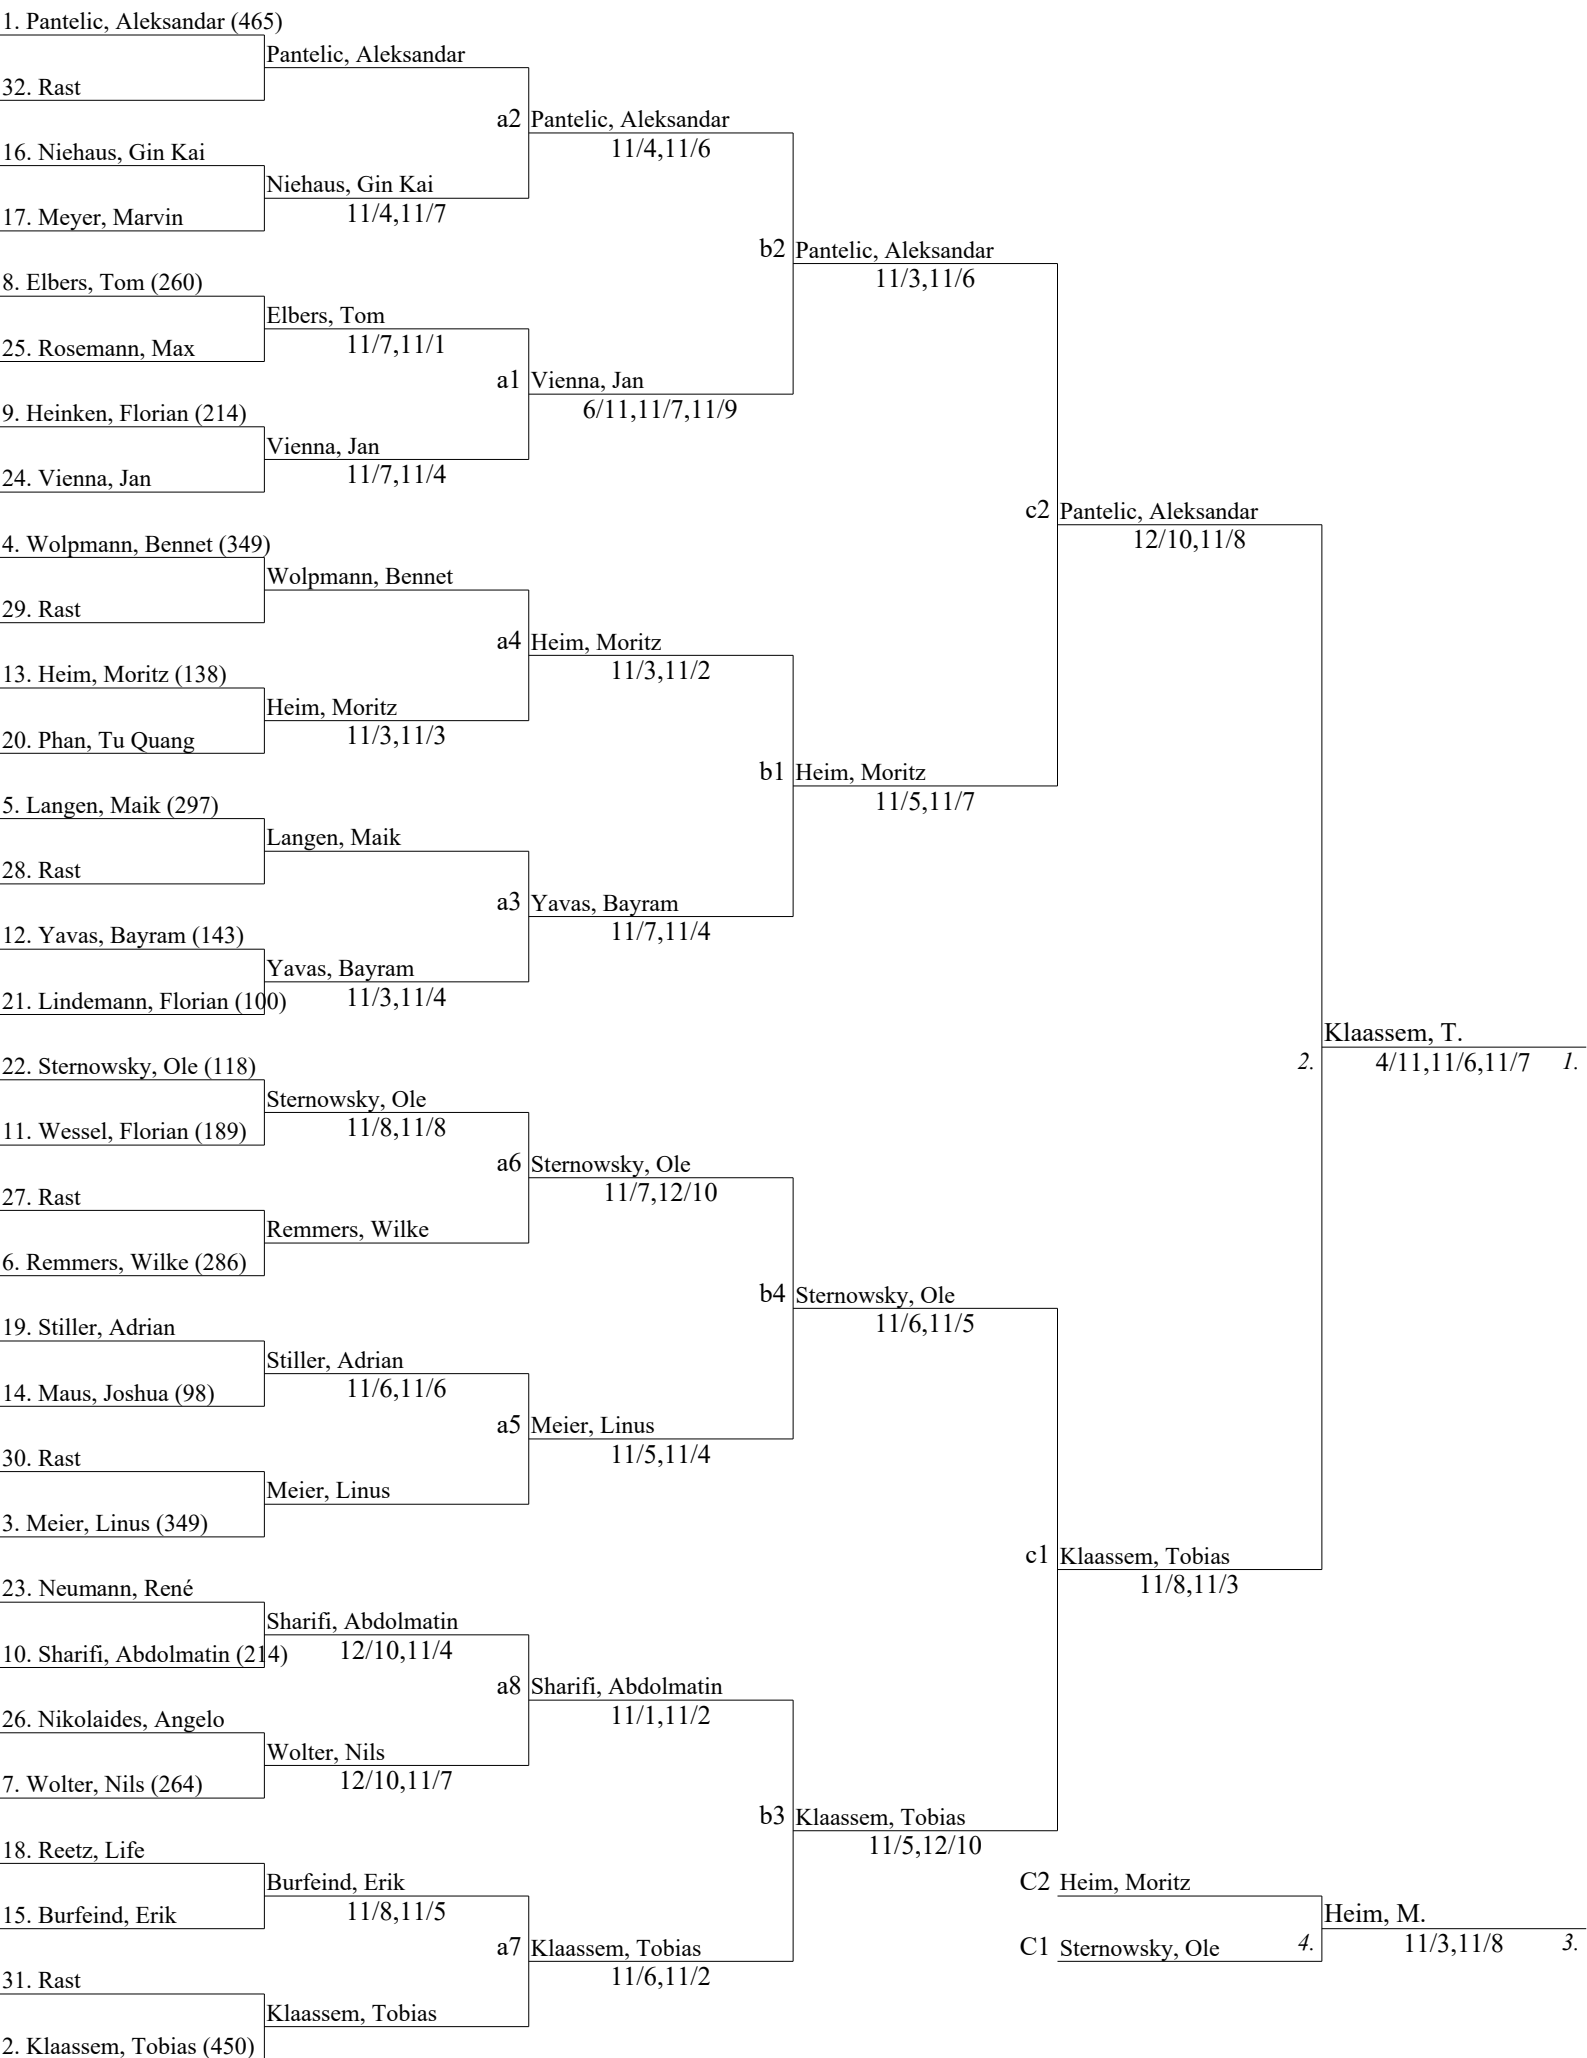 1. Pantelic, Aleksandar (465)
Pantelic, Aleksandar
32. Rast
a2 Pantelic, Aleksandar
11/4,11/6
16. Niehaus, Gin Kai
Niehaus, Gin Kai
11/4,11/7
17. Meyer, Marvin
b2 Pantelic, Aleksandar
11/3,11/6
8. Elbers, Tom (260)
Elbers, Tom
11/7,11/1
25. Rosemann, Max
a1 Vienna, Jan
6/11,11/7,11/9
9. Heinken, Florian (214)
Vienna, Jan
11/7,11/4
24. Vienna, Jan
c2 Pantelic, Aleksandar
12/10,11/8
4. Wolpmann, Bennet (349)
Wolpmann, Bennet
29. Rast
a4 Heim, Moritz
11/3,11/2
13. Heim, Moritz (138)
Heim, Moritz
11/3,11/3
20. Phan, Tu Quang
b1 Heim, Moritz
11/5,11/7
5. Langen, Maik (297)
Langen, Maik
28. Rast
a3 Yavas, Bayram
11/7,11/4
12. Yavas, Bayram (143)
Yavas, Bayram
11/3,11/4
21. Lindemann, Florian (100)
Klaassem, T.
2. 4/11,11/6,11/7 1.
22. Sternowsky, Ole (118)
Sternowsky, Ole
11/8,11/8
11. Wessel, Florian (189)
a6 Sternowsky, Ole
11/7,12/10
27. Rast
Remmers, Wilke
6. Remmers, Wilke (286)
b4 Sternowsky, Ole
11/6,11/5
19. Stiller, Adrian
Stiller, Adrian
11/6,11/6
14. Maus, Joshua (98)
a5 Meier, Linus
11/5,11/4
30. Rast
Meier, Linus
3. Meier, Linus (349)
c1 Klaassem, Tobias
11/8,11/3
23. Neumann, René
Sharifi, Abdolmatin
12/10,11/4
10. Sharifi, Abdolmatin (214)
a8 Sharifi, Abdolmatin
11/1,11/2
26. Nikolaides, Angelo
Wolter, Nils
12/10,11/7
7. Wolter, Nils (264)
b3 Klaassem, Tobias
11/5,12/10
18. Reetz, Life
Burfeind, Erik
11/8,11/5
15. Burfeind, Erik
a7 Klaassem, Tobias
11/6,11/2
31. Rast
Klaassem, Tobias
2. Klaassem, Tobias (450)
C2 Heim, Moritz
Heim, M.
11/3,11/8 3.
C1 Sternowsky, Ole 4.